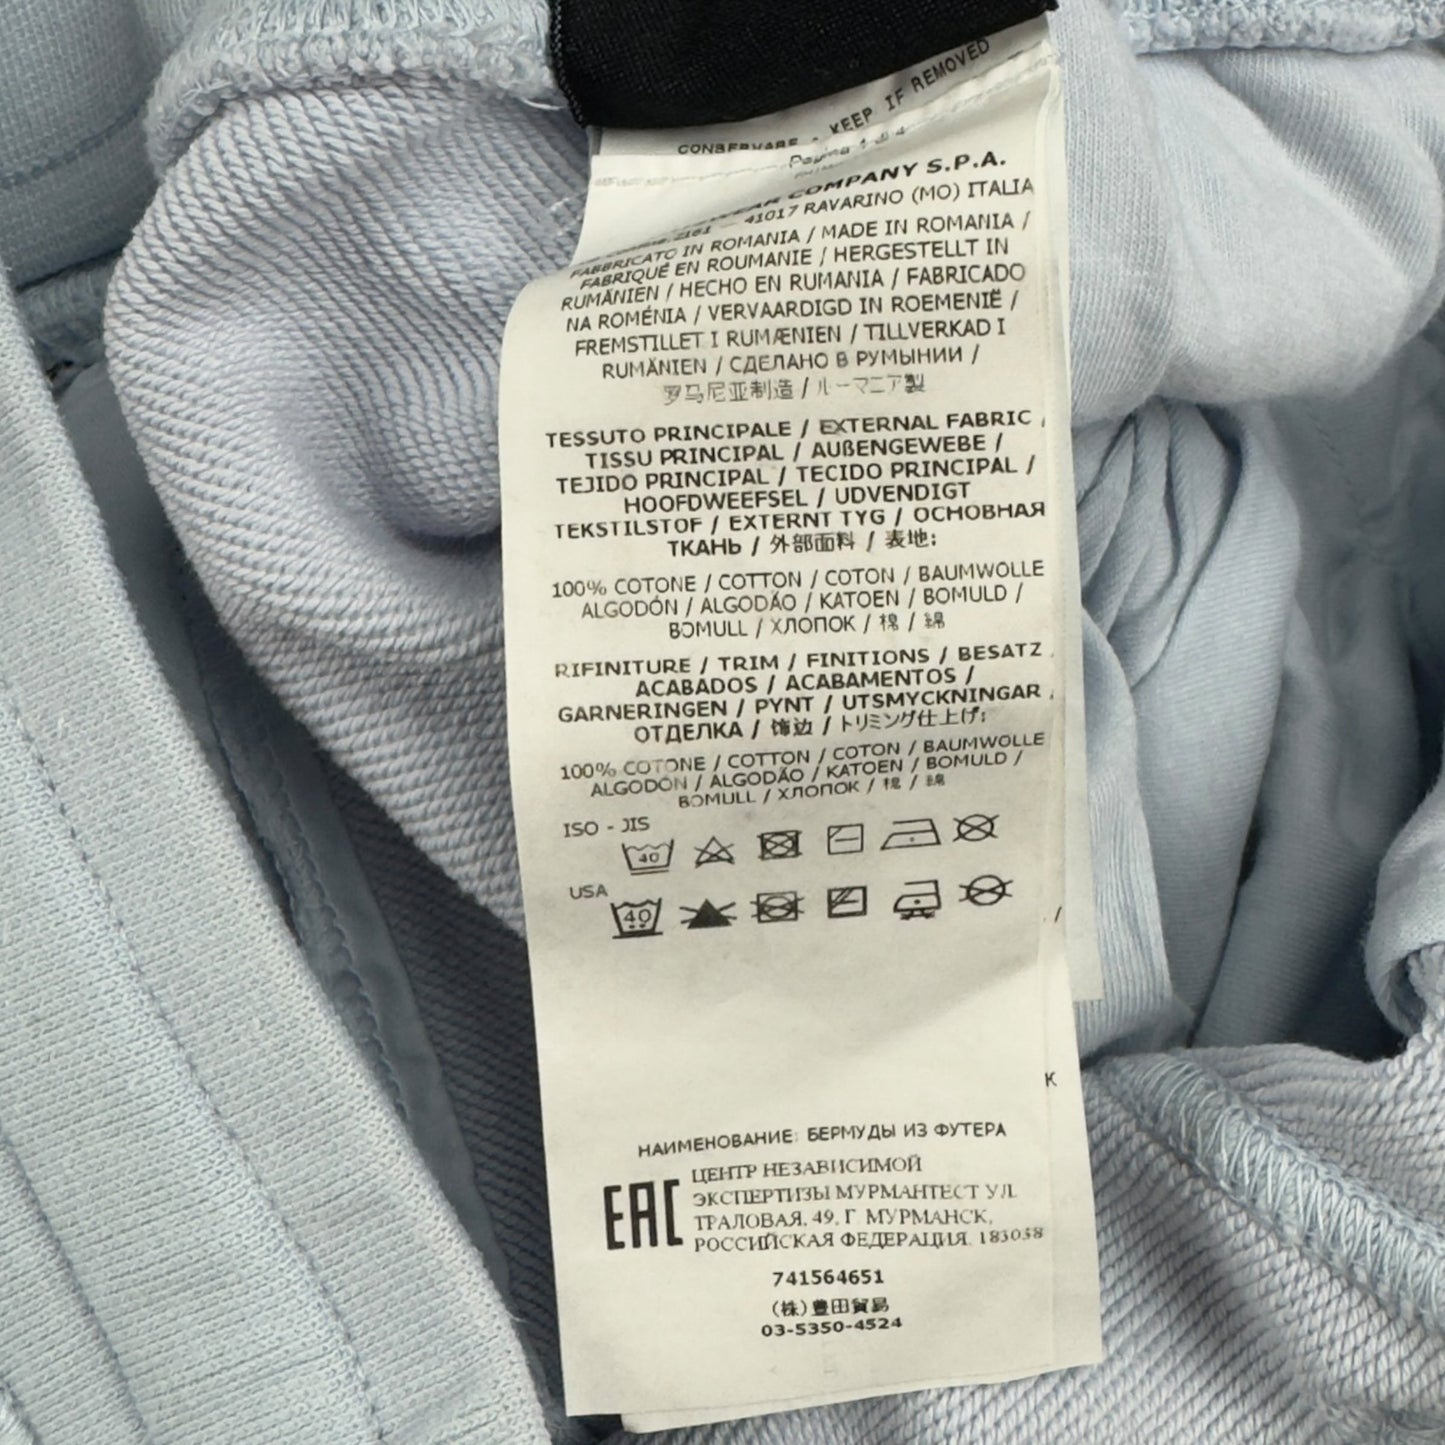 CONSERVARE - KEEP IF REMOVED
Pagina 1 di 4
COMPANY S.P.A.
41017 RAVARINO (MO) ITALIA
FABBRICATO IN ROMANIA / MADE IN ROMANIA /
FABRIQUÉ EN ROUMANIE / HERGESTELLT IN
RUMÄNIEN / HECHO EN RUMANIA / FABRICADO
NA ROMÉNIA / VERVAARDIGD IN ROEMENIË /
FREMSTILLET I RUMÆNIEN / TILLVERKAD I
RUMÄNIEN / СДЕЛАНО В РУМЫНИИ /
罗马尼亚制造 / ルーマニア製
TESSUTO PRINCIPALE / EXTERNAL FABRIC /
TISSU PRINCIPAL / AUßENGEWEBE /
TEJIDO PRINCIPAL / TECIDO PRINCIPAL /
HOOFDWEEFSEL / UDVENDIGT
TEKSTILSTOF / EXTERNT TYG / ОСНОВНАЯ
ТКАНЬ / 外部面料 / 表地:
100% COTONE / COTTON / COTON / BAUMWOLLE
ALGODÓN / ALGODÃO / KATOEN / BOMULD /
BOMULL / ХЛОПОК / 棉 / 綿
RIFINITURE / TRIM / FINITIONS / BESATZ
ACABADOS / ACABAMENTOS /
GARNERINGEN / PYNT / UTSMYCKNINGAR /
ОТДЕЛКА / 饰边 / トリミング仕上げ:
100% COTONE / COTTON / COTON / BAUMWOLLE
ALGODÓN / ALGODÃO / KATOEN / BOMULD /
BOMULL / ХЛОПОК / 棉 / 綿
ISO - JIS
40
USA
40
/
K
НАИМЕНОВАНИЕ: БЕРМУДЫ ИЗ ФУТЕРА
EAC
ЦЕНТР НЕЗАВИСИМОЙ
ЭКСПЕРТИЗЫ МУРМАНТЕСТ УЛ.
ТРАЛОВАЯ, 49, Г. МУРМАНСК,
РОССИЙСКАЯ ФЕДЕРАЦИЯ, 183038
741564651
(株)豊田貿易
03-5350-4524